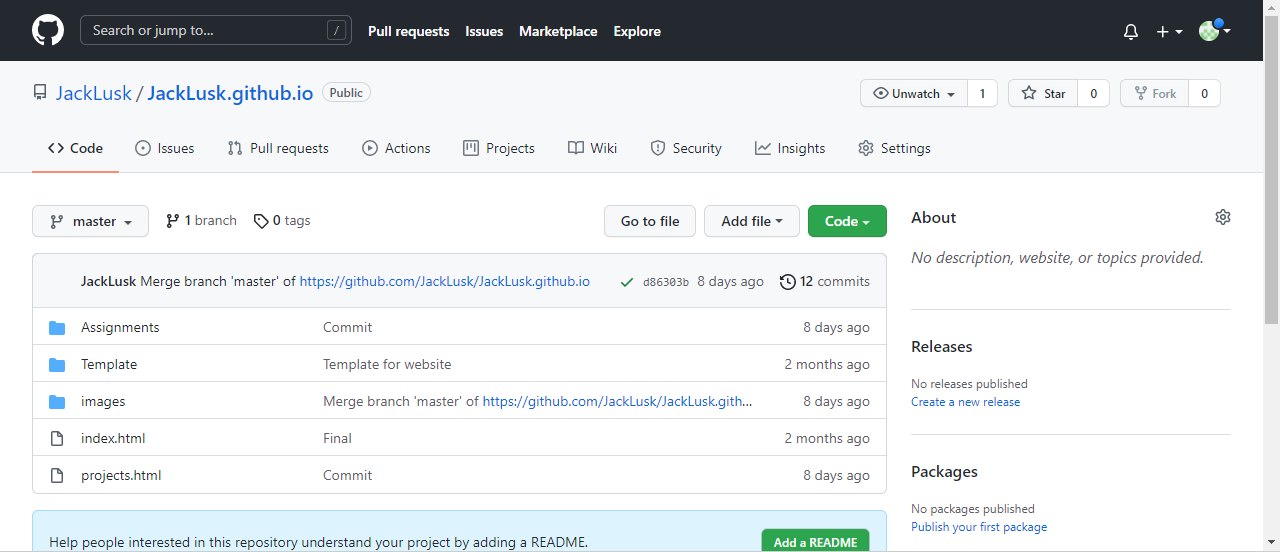 Search or jump to... / Pull requests Issues Marketplace Explore
JackLusk / JackLusk.github.io Public Unwatch 1 Star 0 Fork 0
Code Issues Pull requests Actions Projects Wiki Security Insights Settings
master 1 branch 0 tags Go to file Add file Code
JackLusk Merge branch 'master' of https://github.com/JackLusk/JackLusk.github.io d86303b 8 days ago 12 commits
Assignments Commit 8 days ago
Template Template for website 2 months ago
images Merge branch 'master' of https://github.com/JackLusk/JackLusk.gith... 8 days ago
index.html Final 2 months ago
projects.html Commit 8 days ago
Help people interested in this repository understand your project by adding a README. Add a README
About
No description, website, or topics provided.
Releases
No releases published
Create a new release
Packages
No packages published
Publish your first package